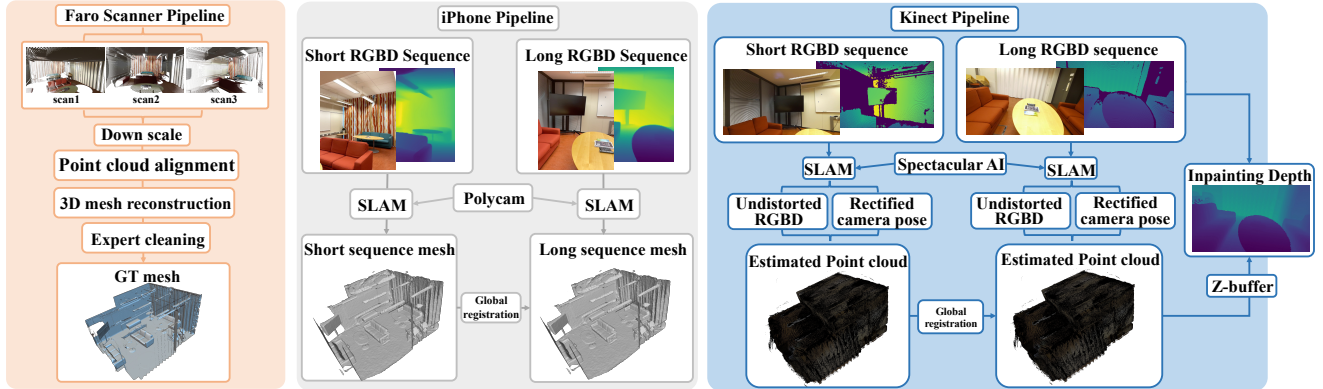 Faro Scanner Pipeline
scan1 scan2 scan3
Down scale
Point cloud alignment
3D mesh reconstruction
Expert cleaning
GT mesh
iPhone Pipeline
Short RGBD Sequence
Long RGBD Sequence
SLAM
Polycam
SLAM
Short sequence mesh
Global
registration
Long sequence mesh
Kinect Pipeline
Short RGBD sequence
Long RGBD sequence
SLAM
Spectacular AI
SLAM
Undistorted
RGBD
Rectified
camera pose
Undistorted
RGBD
Rectified
camera pose
Estimated Point cloud
Global
registration
Estimated Point cloud
Inpainting Depth
Z-buffer